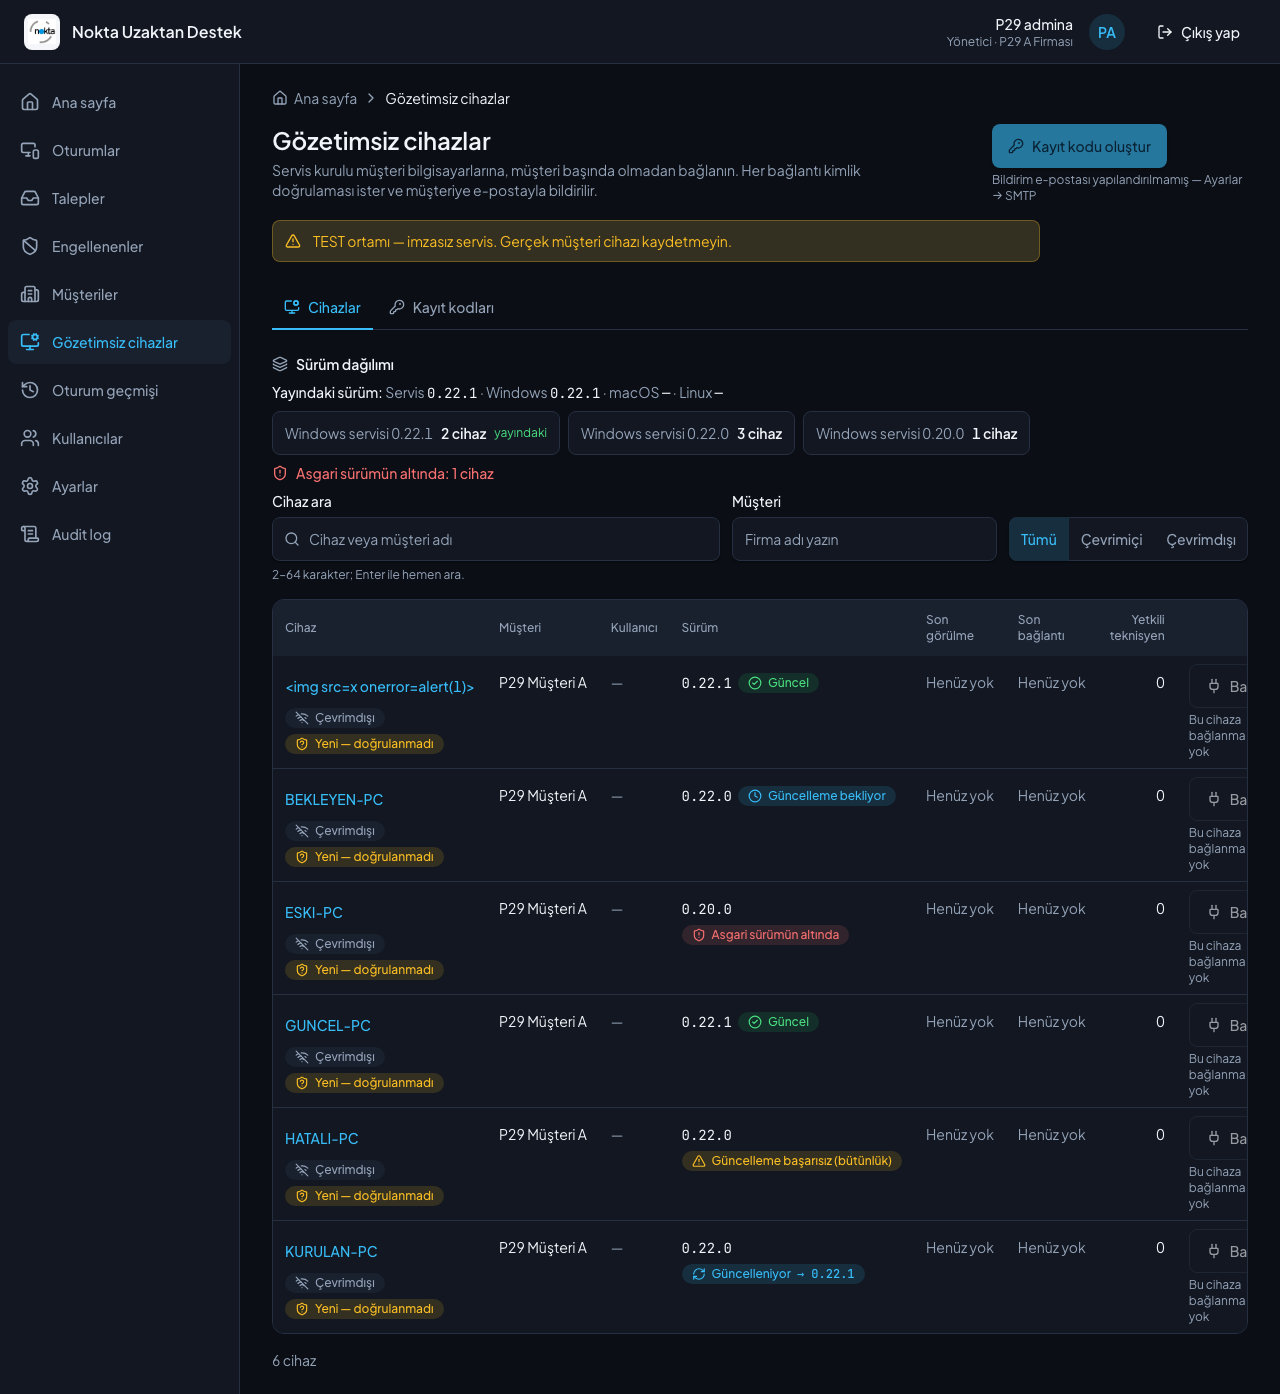 nokta
Nokta Uzaktan Destek
P29 admina
Yönetici · P29 A Firması
PA
Çıkış yap
Ana sayfa
Oturumlar
Talepler
Engellenenler
Müşteriler
Gözetimsiz cihazlar
Oturum geçmişi
Kullanıcılar
Ayarlar
Audit log
Ana sayfa > Gözetimsiz cihazlar
Gözetimsiz cihazlar
Servis kurulu müşteri bilgisayarlarına, müşteri başında olmadan bağlanın. Her bağlantı kimlik
doğrulaması ister ve müşteriye e-postayla bildirilir.
Kayıt kodu oluştur
Bildirim e-postası yapılandırılmamış — Ayarlar
→ SMTP
TEST ortamı — imzasız servis. Gerçek müşteri cihazı kaydetmeyin.
Cihazlar
Kayıt kodları
Sürüm dağılımı
Yayındaki sürüm: Servis 0.22.1 · Windows 0.22.1 · macOS — · Linux —
Windows servisi 0.22.1 2 cihaz yayındaki
Windows servisi 0.22.0 3 cihaz
Windows servisi 0.20.0 1 cihaz
Asgari sürümün altında: 1 cihaz
Cihaz ara
Müşteri
Cihaz veya müşteri adı
Firma adı yazın
Tümü
Çevrimiçi
Çevrimdışı
2–64 karakter; Enter ile hemen ara.
Cihaz
Müşteri
Kullanıcı
Sürüm
Son
görülme
Son
bağlantı
Yetkili
teknisyen
<img src=x onerror=alert(1)>
P29 Müşteri A
—
0.22.1 Güncel
Henüz yok
Henüz yok
0
Ba
Çevrimdışı
Yeni — doğrulanmadı
Bu cihaza
bağlanma
yok
BEKLEYEN-PC
P29 Müşteri A
—
0.22.0 Güncelleme bekliyor
Henüz yok
Henüz yok
0
Ba
Çevrimdışı
Yeni — doğrulanmadı
Bu cihaza
bağlanma
yok
ESKI-PC
P29 Müşteri A
—
0.20.0
Asgari sürümün altında
Henüz yok
Henüz yok
0
Ba
Çevrimdışı
Yeni — doğrulanmadı
Bu cihaza
bağlanma
yok
GUNCEL-PC
P29 Müşteri A
—
0.22.1 Güncel
Henüz yok
Henüz yok
0
Ba
Çevrimdışı
Yeni — doğrulanmadı
Bu cihaza
bağlanma
yok
HATALI-PC
P29 Müşteri A
—
0.22.0
Güncelleme başarısız (bütünlük)
Henüz yok
Henüz yok
0
Ba
Çevrimdışı
Yeni — doğrulanmadı
Bu cihaza
bağlanma
yok
KURULAN-PC
P29 Müşteri A
—
0.22.0
Güncelleniyor → 0.22.1
Henüz yok
Henüz yok
0
Ba
Çevrimdışı
Yeni — doğrulanmadı
Bu cihaza
bağlanma
yok
6 cihaz